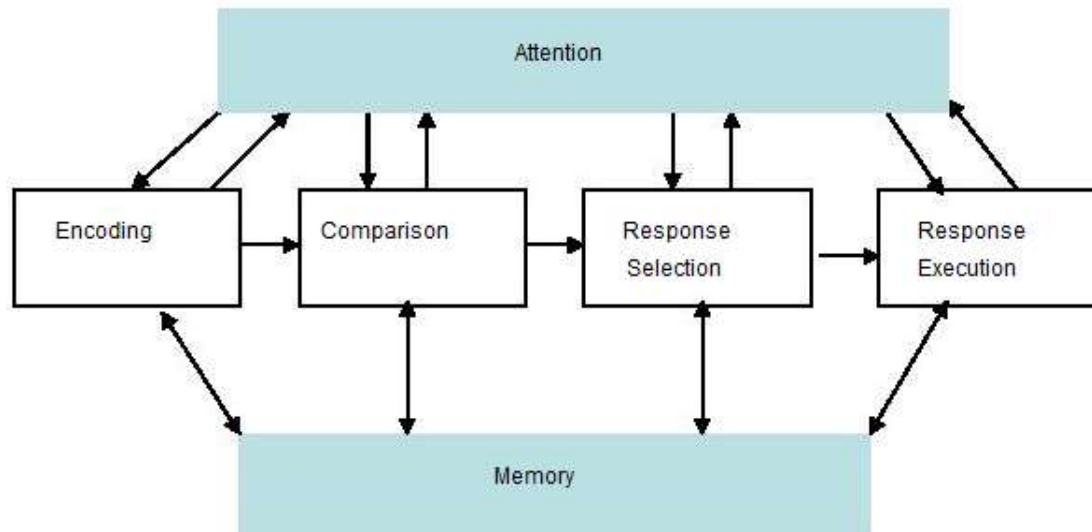 Attention
Encoding
Comparison
Response
Selection
Response
Execution
Memory